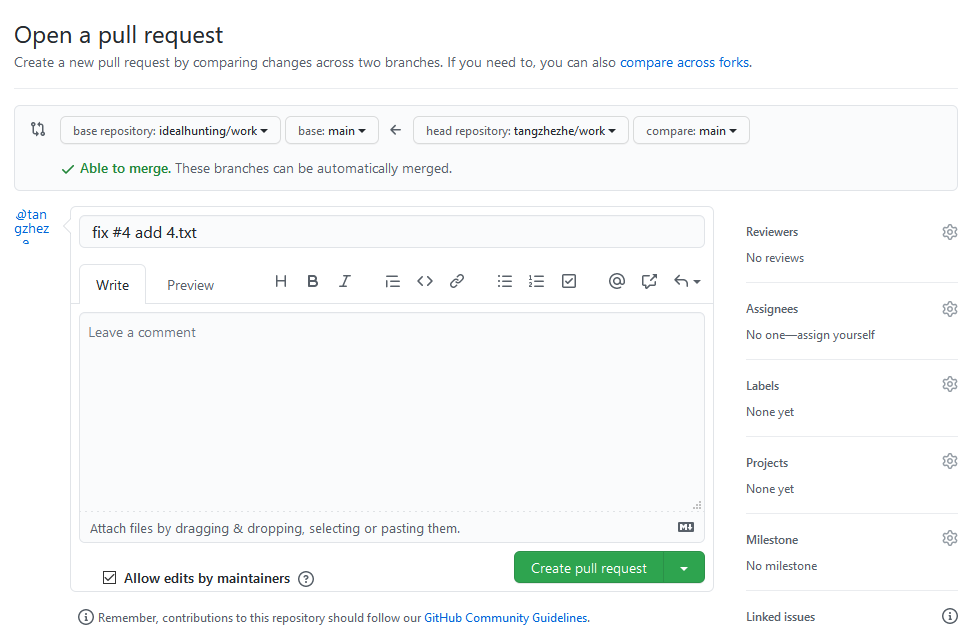 Open a pull request
Create a new pull request by comparing changes across two branches. If you need to, you can also compare across forks.
base repository: idealhunting/work base: main head repository: tangzhezhe/work compare: main
Able to merge. These branches can be automatically merged.
@tan
gzhez
fix #4 add 4.txt
Write Preview H B I
Leave a comment
Attach files by dragging & dropping, selecting or pasting them.
Allow edits by maintainers
Create pull request
Remember, contributions to this repository should follow our GitHub Community Guidelines.
Reviewers
No reviews
Assignees
No one—assign yourself
Labels
None yet
Projects
None yet
Milestone
No milestone
Linked issues